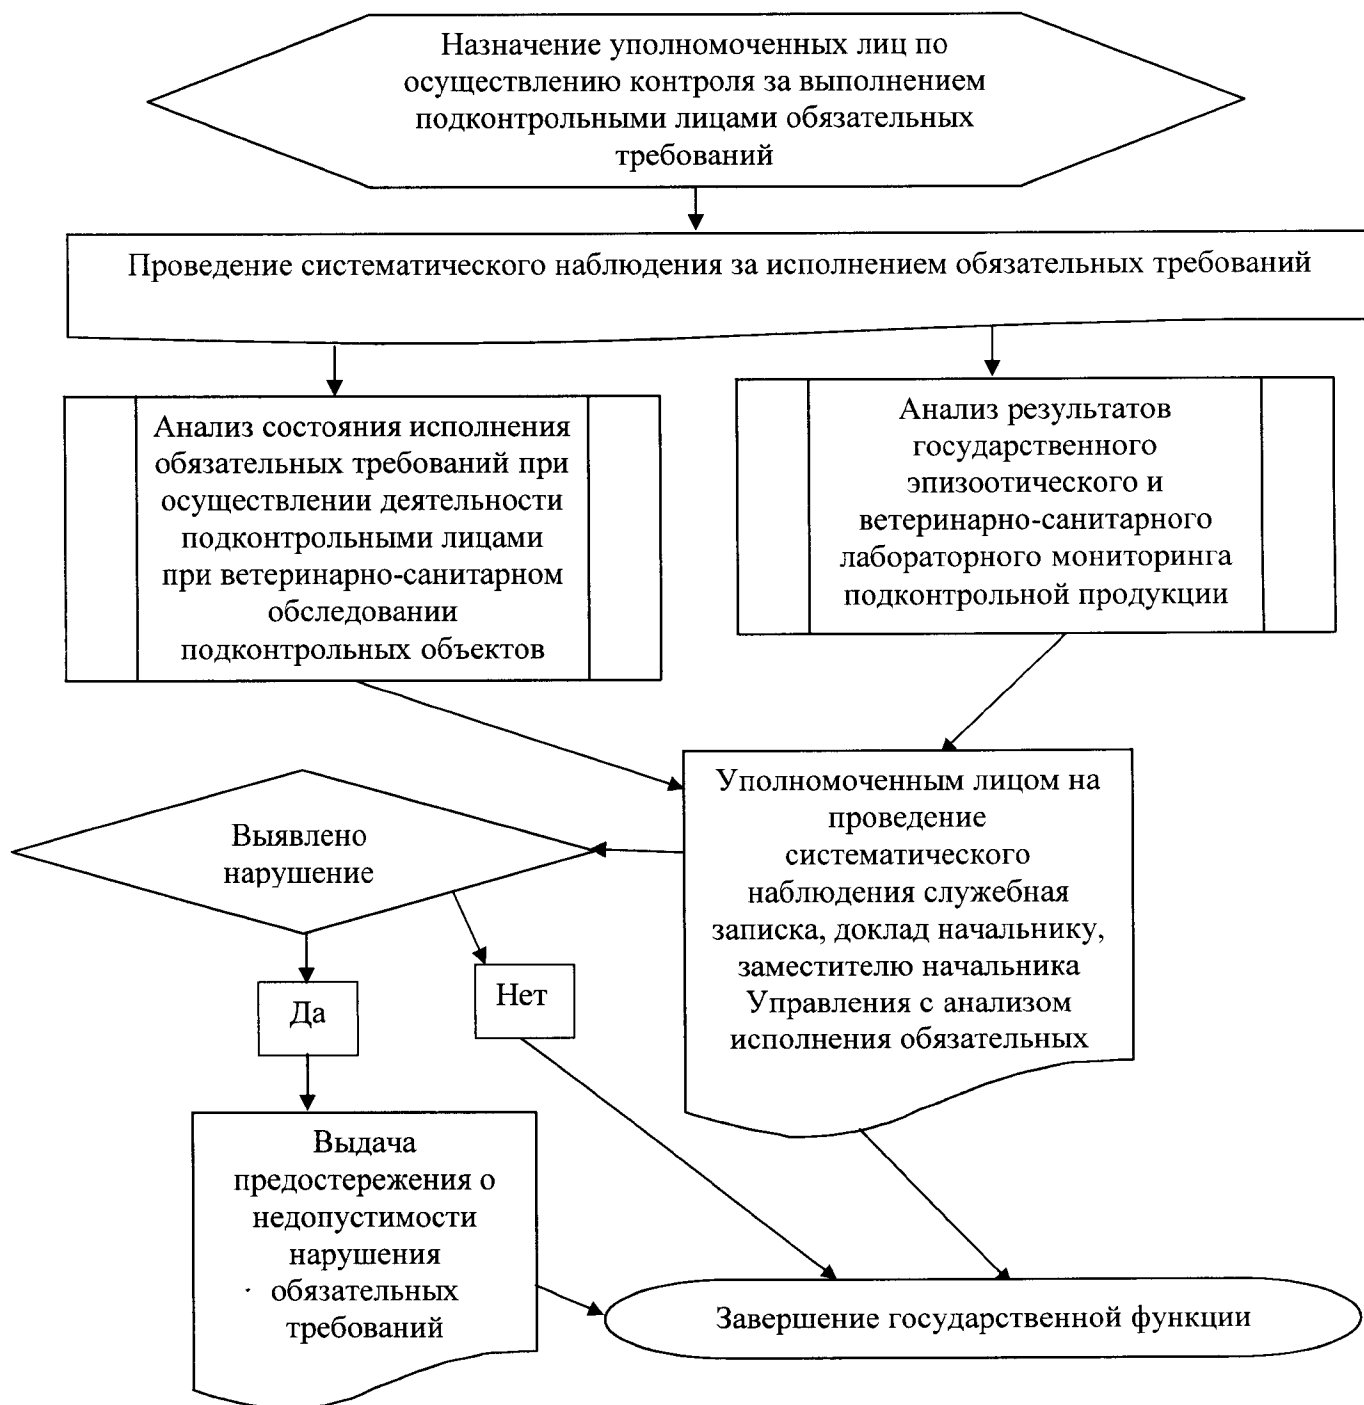 Назначение уполномоченных лиц по
осуществлению контроля за выполнением
подконтрольными лицами обязательных
требований
Проведение систематического наблюдения за исполнением обязательных требований
Анализ состояния исполнения
обязательных требований при
осуществлении деятельности
подконтрольными лицами
при ветеринарно-санитарном
обследовании
подконтрольных объектов
Анализ результатов
государственного
эпизоотического и
ветеринарно-санитарного
лабораторного мониторинга
подконтрольной продукции
Уполномоченным лицом на
проведение
систематического
наблюдения служебная
записка, доклад начальнику,
заместителю начальника
Управления с анализом
исполнения обязательных
Выявлено
нарушение
Да
Нет
Выдача
предостережения о
недопустимости
нарушения
обязательных
требований
Завершение государственной функции